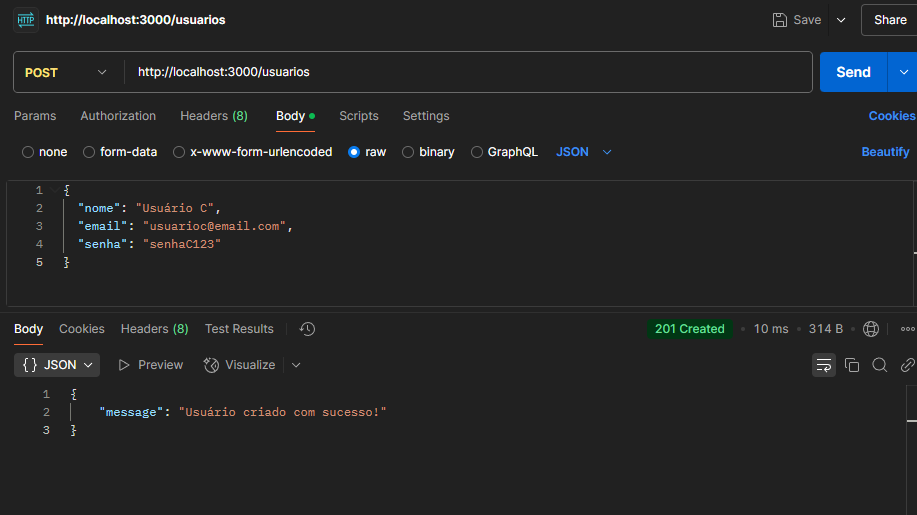 HTTP http://localhost:3000/usuarios Save Share
POST http://localhost:3000/usuarios Send
Params Authorization Headers (8) Body Scripts Settings Cookies
none form-data x-www-form-urlencoded raw binary GraphQL JSON Beautify
1 {
2 "nome": "Usuário C",
3 "email": "usuarioc@email.com",
4 "senha": "senhaC123"
5 }
Body Cookies Headers (8) Test Results 201 Created • 10 ms • 314 B •
{} JSON Preview Visualize
1 {
2 "message": "Usuário criado com sucesso!"
3 }